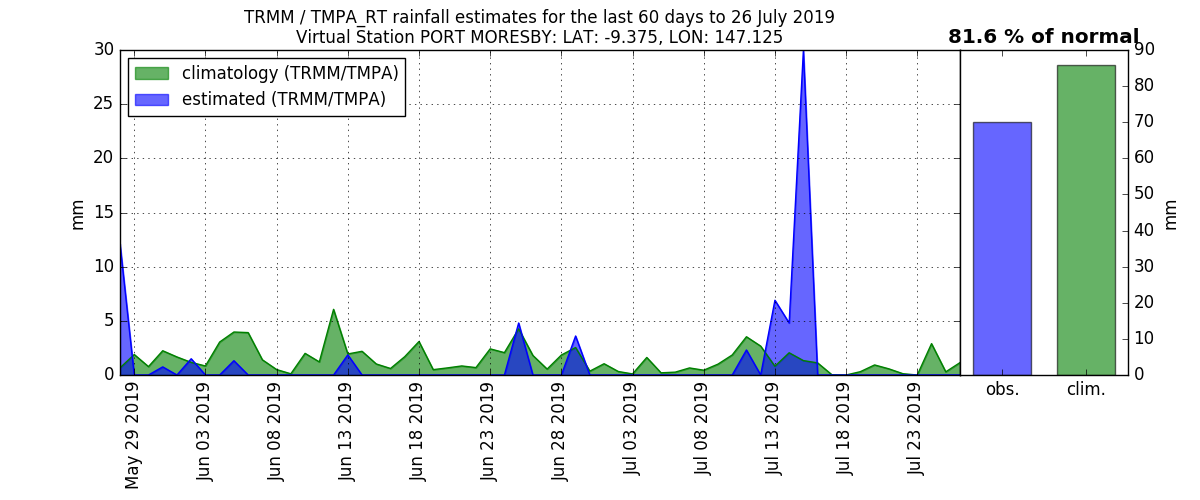 TRMM / TMPA_RT rainfall estimates for the last 60 days to 26 July 2019
Virtual Station PORT MORESBY: LAT: -9.375, LON: 147.125
81.6 % of normal
climatology (TRMM/TMPA)
estimated (TRMM/TMPA)
30
25
20
15
10
5
0
mm
90
80
70
60
50
40
30
20
10
0
mm
May 29 2019
Jun 03 2019
Jun 08 2019
Jun 13 2019
Jun 18 2019
Jun 23 2019
Jun 28 2019
Jul 03 2019
Jul 08 2019
Jul 13 2019
Jul 18 2019
Jul 23 2019
obs.
clim.